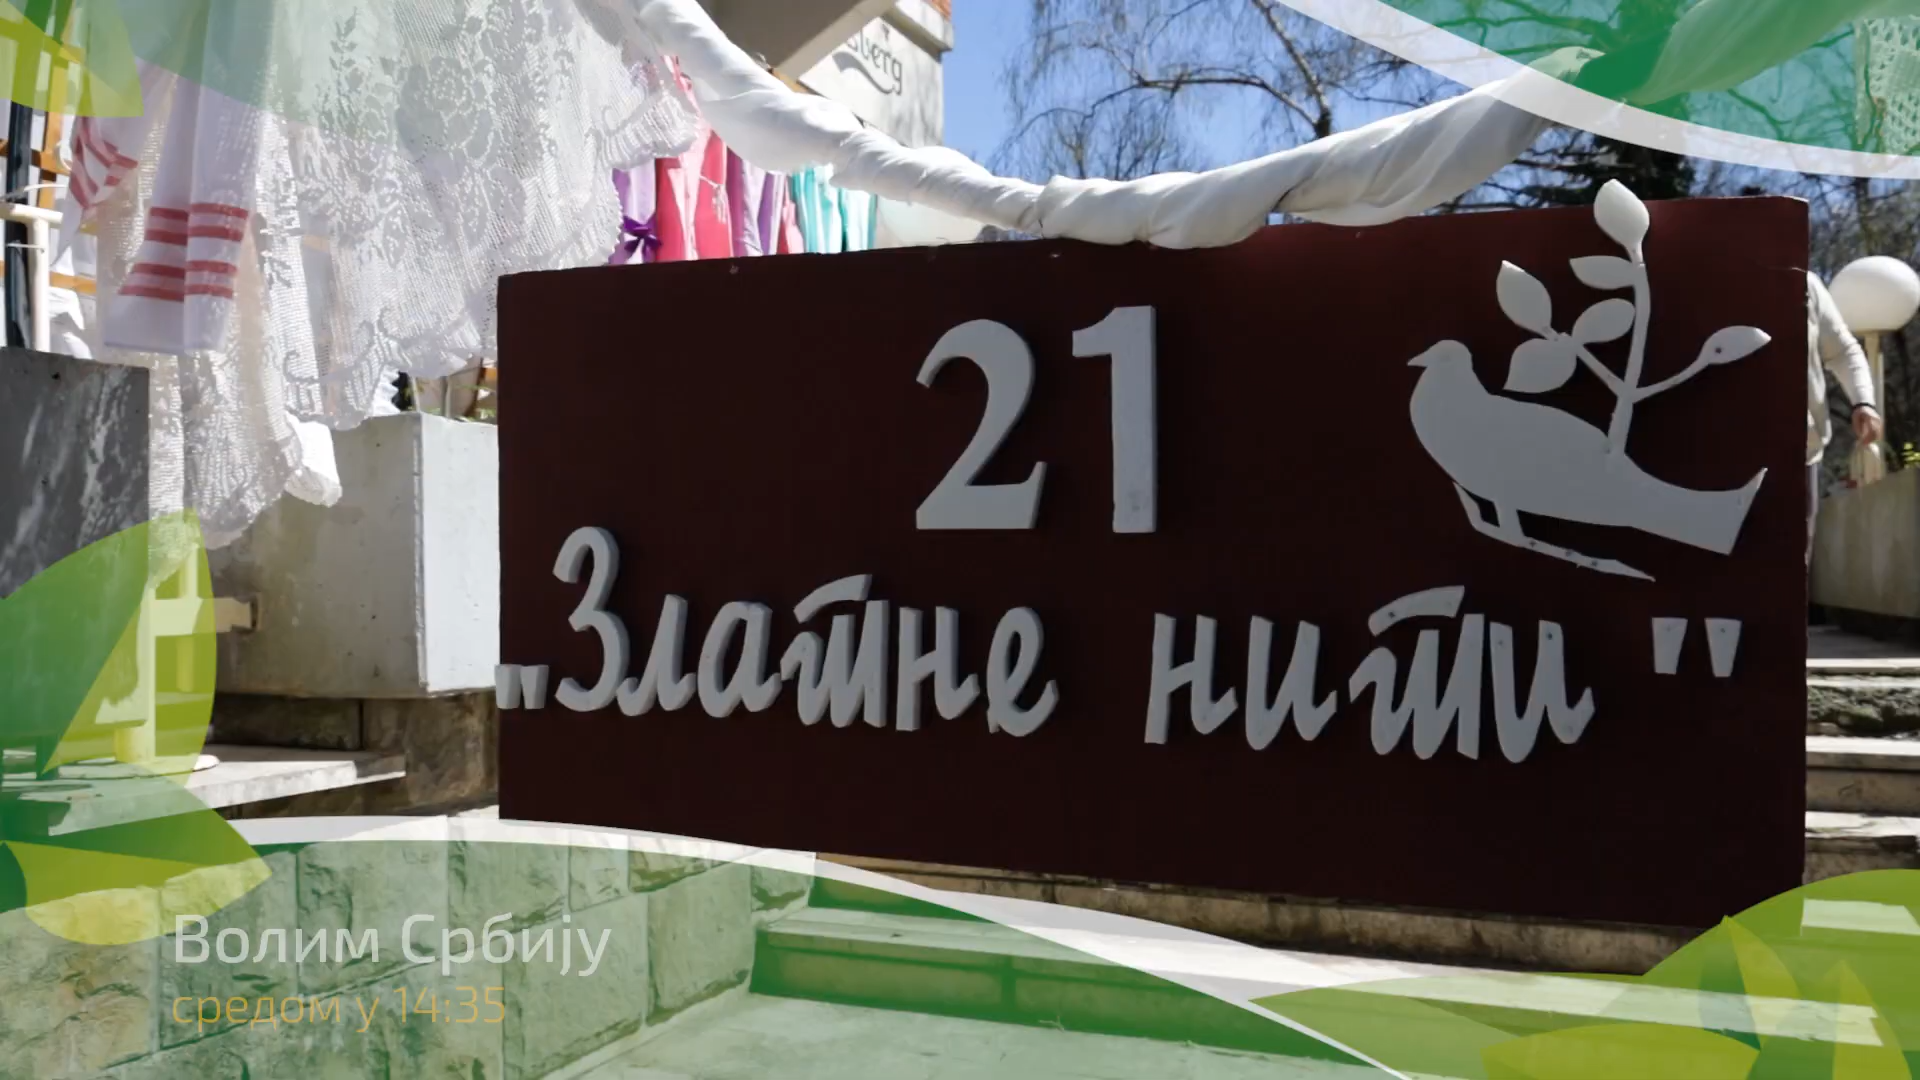 21
„Златне нити"
Волим Србију
средом у 14:35